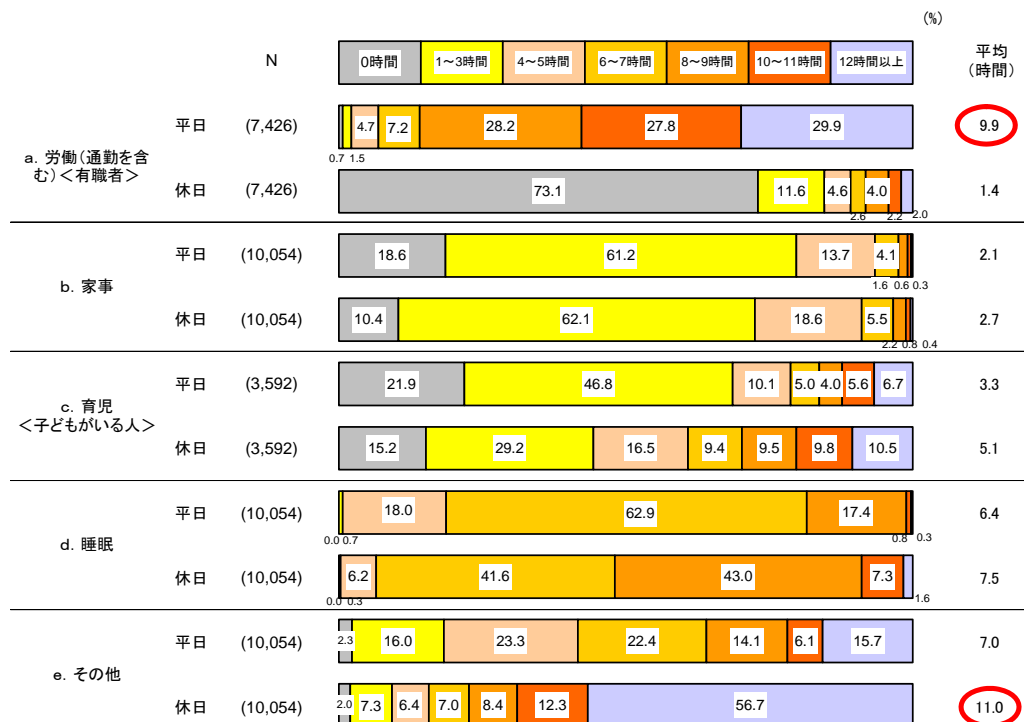 (%)
N 0時間 1～3時間 4～5時間 6～7時間 8～9時間 10～11時間 12時間以上 平均
(時間)
a. 労働(通勤を含
む)＜有職者＞
平日 (7,426) 0.7 1.5 4.7 7.2 28.2 27.8 29.9 9.9
休日 (7,426) 73.1 11.6 4.6 2.6 4.0 2.2 2.0 1.4
b. 家事
平日 (10,054) 18.6 61.2 13.7 4.1 1.6 0.6 0.3 2.1
休日 (10,054) 10.4 62.1 18.6 5.5 2.2 0.8 0.4 2.7
c. 育児
＜子どもがいる人＞
平日 (3,592) 21.9 46.8 10.1 5.0 4.0 5.6 6.7 3.3
休日 (3,592) 15.2 29.2 16.5 9.4 9.5 9.8 10.5 5.1
d. 睡眠
平日 (10,054) 0.0 0.7 18.0 62.9 17.4 0.8 0.3 6.4
休日 (10,054) 0.0 0.3 6.2 41.6 43.0 7.3 1.6 7.5
e. その他
平日 (10,054) 2.3 16.0 23.3 22.4 14.1 6.1 15.7 7.0
休日 (10,054) 2.0 7.3 6.4 7.0 8.4 12.3 56.7 11.0